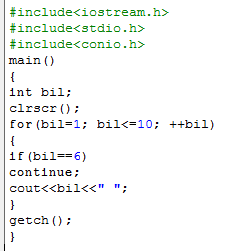 #include<iostream.h>
#include<stdio.h>
#include<conio.h>
main()
{
int bil;
clrscr();
for(bil=1; bil<=10; ++bil)
{
if(bil==6)
continue;
cout<<bil<<" ";
}
getch();
}